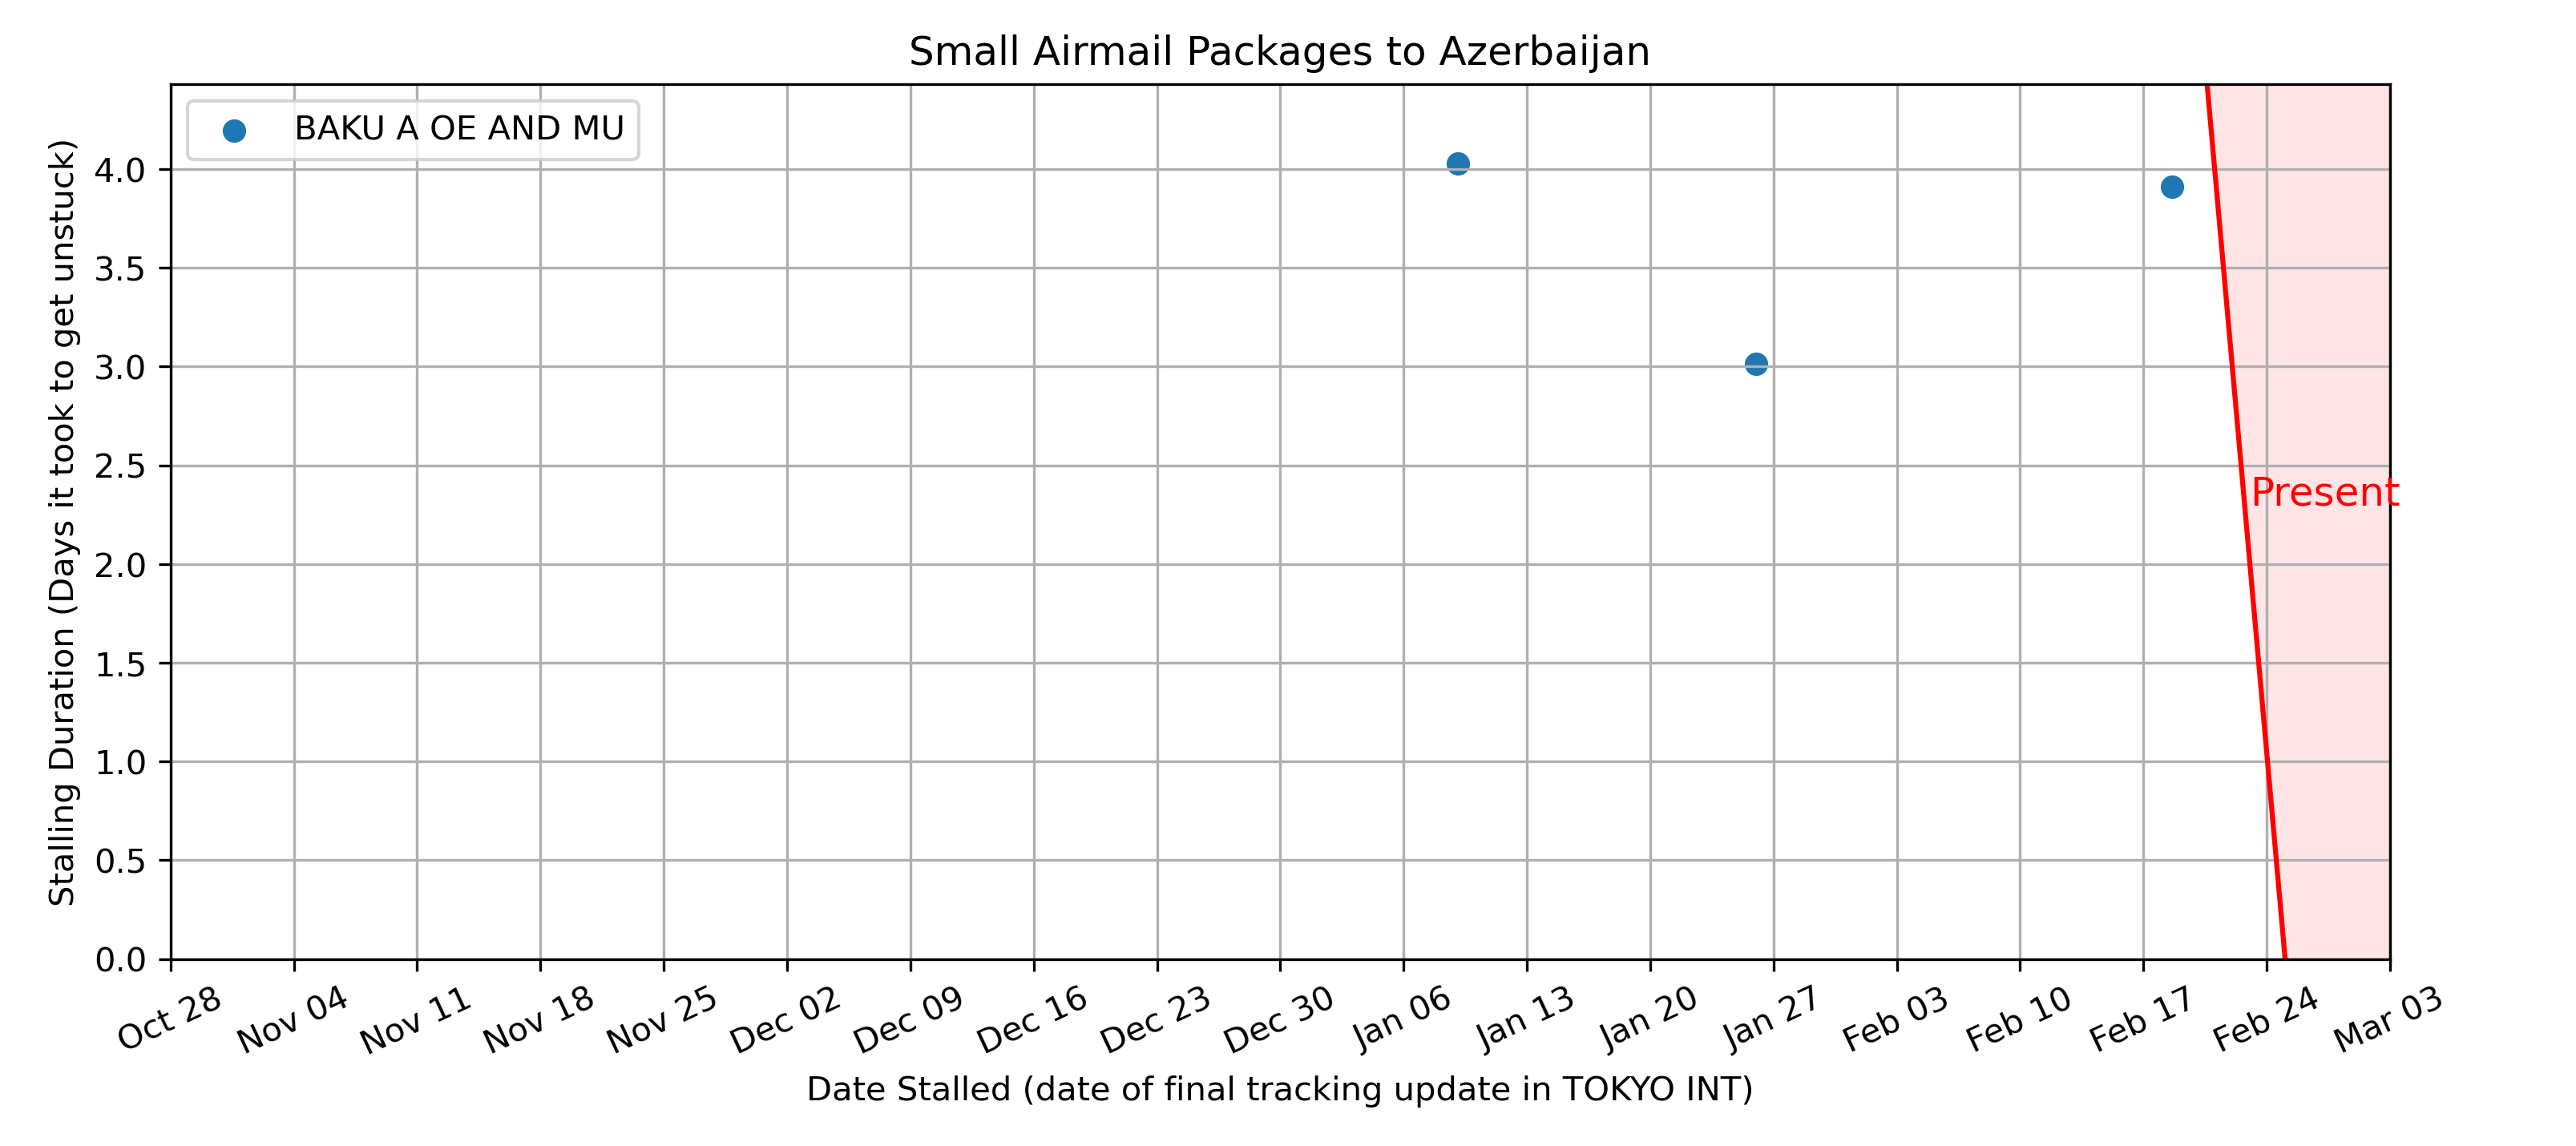 Small Airmail Packages to Azerbaijan
BAKU A OE AND MU
Stalling Duration (Days it took to get unstuck)
4.0
3.5
3.0
2.5
2.0
1.5
1.0
0.5
0.0
Present
Oct 28 Nov 04 Nov 11 Nov 18 Nov 25 Dec 02 Dec 09 Dec 16 Dec 23 Dec 30 Jan 06 Jan 13 Jan 20 Jan 27 Feb 03 Feb 10 Feb 17 Feb 24 Mar 03
Date Stalled (date of final tracking update in TOKYO INT)